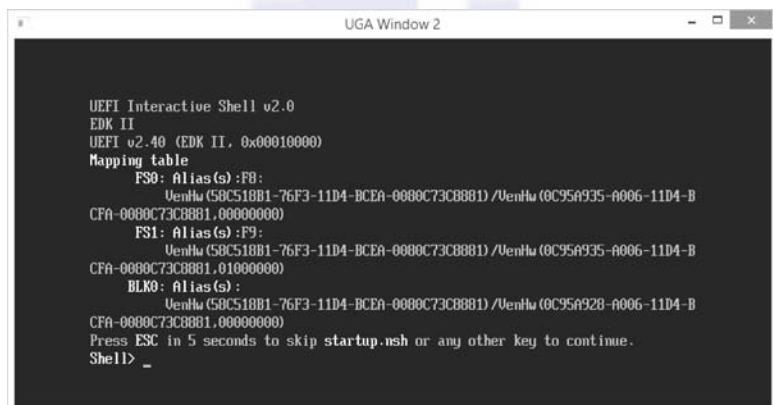 UGA Window 2
UEFI Interactive Shell v2.0
EDK II
UEFI v2.40 (EDK II, 0x00010000)
Mapping table
FS0: Alias(s):F8:
VenHw(58C518B1-76F3-11D4-BCEA-0080C73C8881)/VenHw(0C95A935-A006-11D4-B
CFA-0080C73C8881,00000000)
FS1: Alias(s):F9:
VenHw(58C518B1-76F3-11D4-BCEA-0080C73C8881)/VenHw(0C95A935-A006-11D4-B
CFA-0080C73C8881,01000000)
BLK0: Alias(s):
VenHw(58C518B1-76F3-11D4-BCEA-0080C73C8881)/VenHw(0C95A928-A006-11D4-B
CFA-0080C73C8881,00000000)
Press ESC in 5 seconds to skip startup.nsh or any other key to continue.
Shell> _